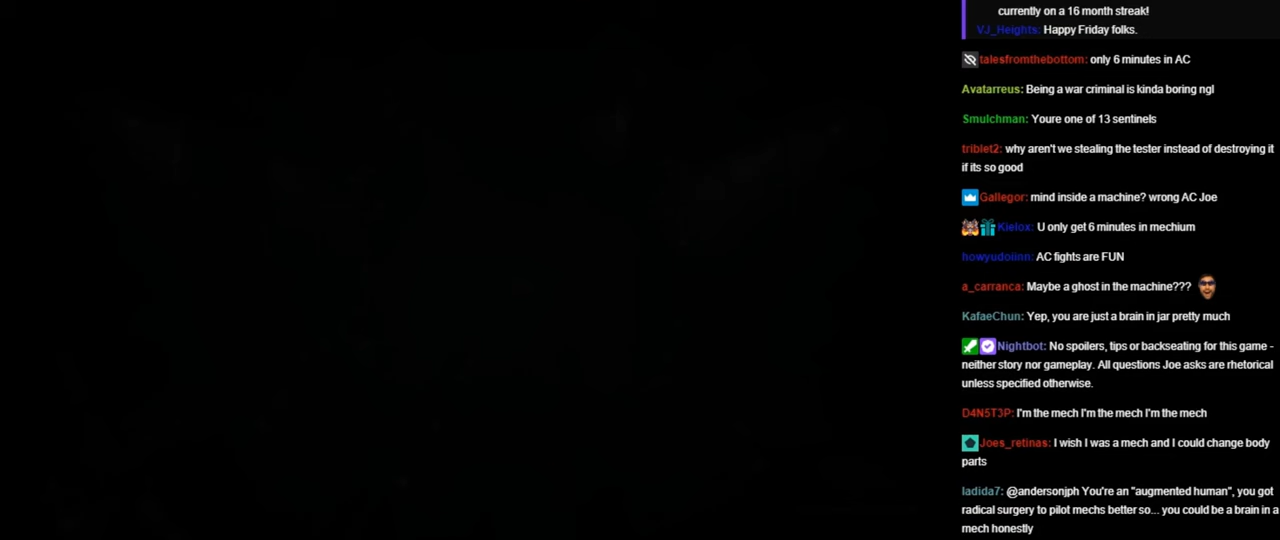 currently on a 16 month streak!
VJ_Heights: Happy Friday folks.
talesfromthebottom: only 6 minutes in AC
Avatarreus: Being a war criminal is kinda boring ngl
Smulchman: Youre one of 13 sentinels
triblet2: why aren't we stealing the tester instead of destroying it
if its so good
Gallegor: mind inside a machine? wrong AC Joe
Kielox: U only get 6 minutes in mechium
howyudoiinn: AC fights are FUN
a_carranca: Maybe a ghost in the machine???
KafaeChun: Yep, you are just a brain in jar pretty much
Nightbot: No spoilers, tips or backseating for this game -
neither story nor gameplay. All questions Joe asks are rhetorical
unless specified otherwise.
D4N5T3P: I'm the mech I'm the mech I'm the mech
Joes_retinas: I wish I was a mech and I could change body
parts
ladida7: @andersonjph You're an "augmented human", you got
radical surgery to pilot mechs better so... you could be a brain in a
mech honestly